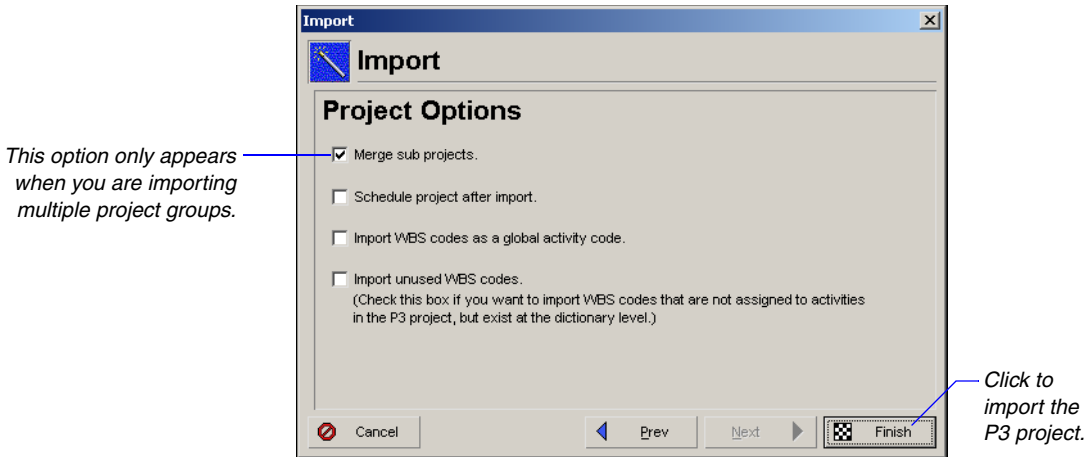 Import
Import
Project Options
This option only appears
when you are importing
multiple project groups.
Merge sub projects.
Schedule project after import.
Import WBS codes as a global activity code.
Import unused WBS codes.
(Check this box if you want to import WBS codes that are not assigned to activities
in the P3 project, but exist at the dictionary level.)
Click to
import the
P3 project.
Cancel
Prev
Next
Finish